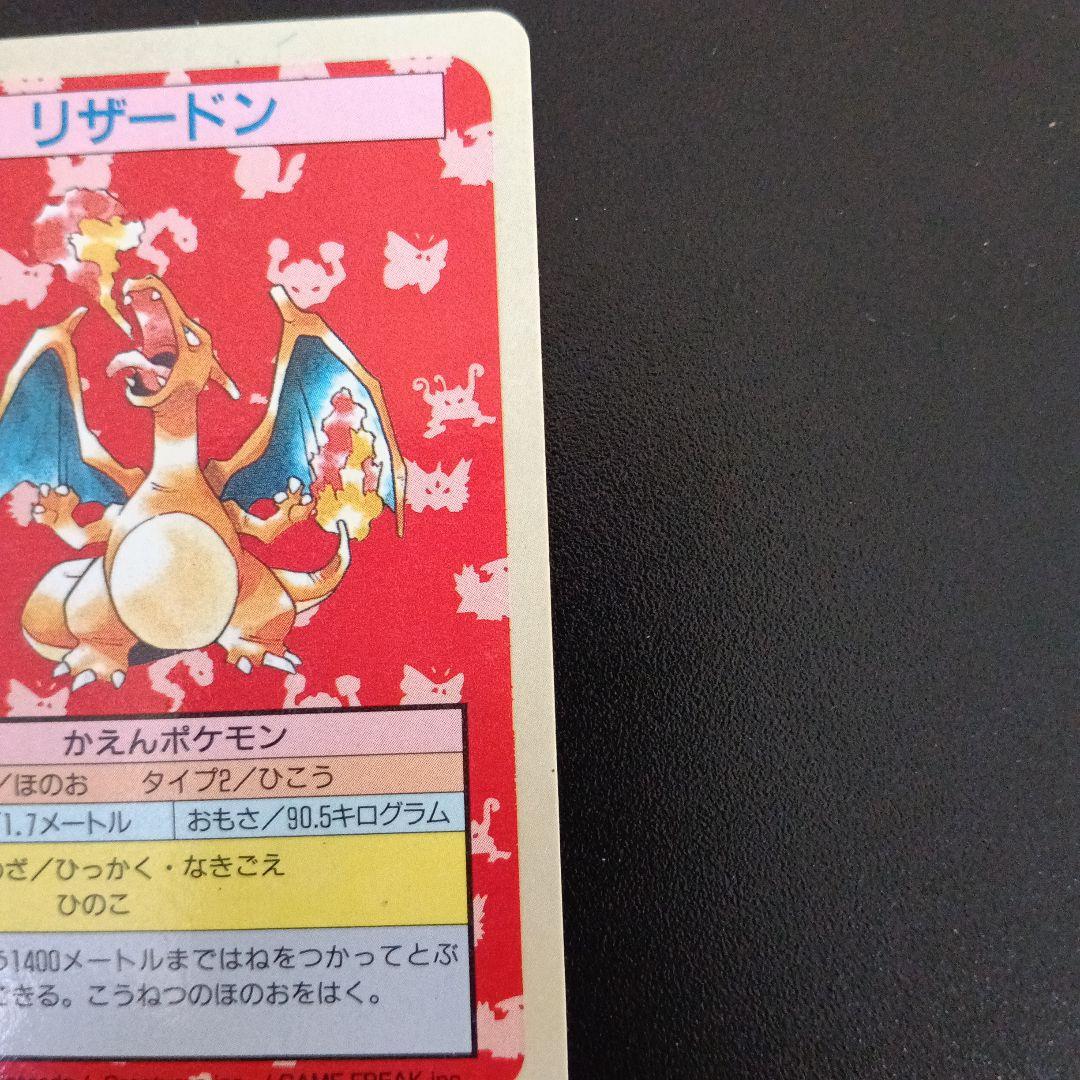 リザードン
かえんポケモン
／ほのお タイプ2／ひこう
1.7メートル おもさ／90.5キログラム
ざ／ひっかく・なきごえ
ひのこ
1400メートルまではねをつかってとぶ
きる。こうねつのほのおをはく。
GAME FREAK inc.